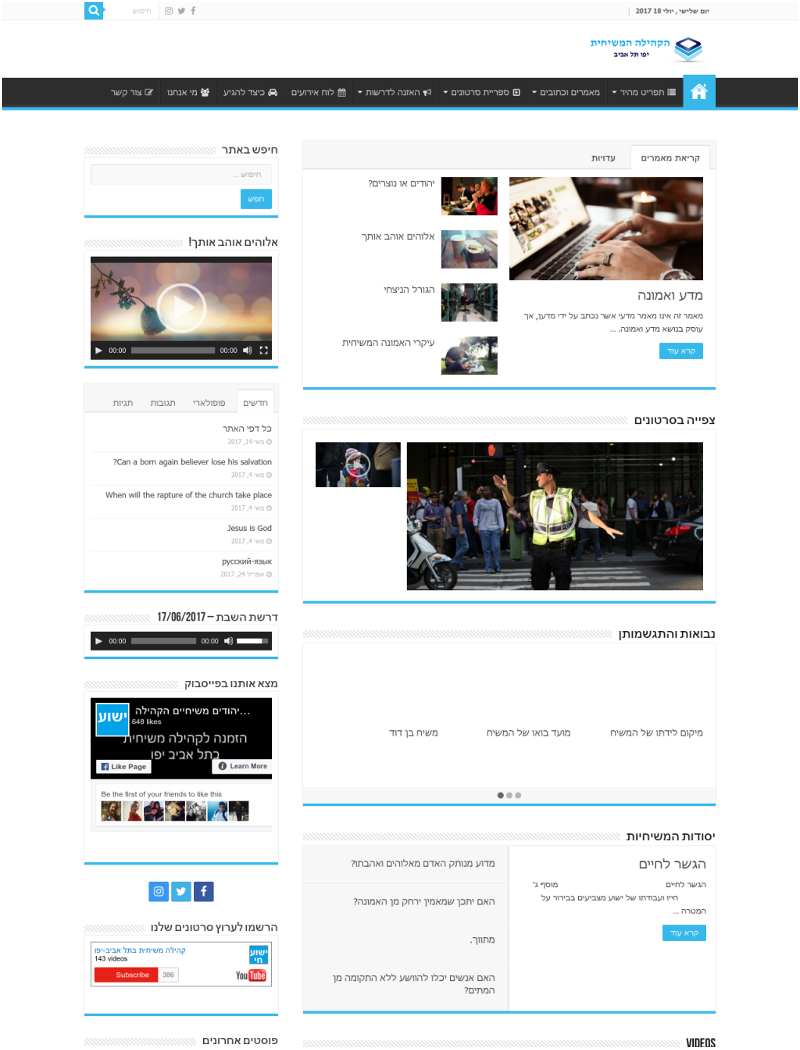 יום שלישי , יולי 18 2017
חיפוש
הקהילה המשיחית
יפו תל אביב
תפריט מהיר
מאמרים וכתובים
ספריית סרטונים
האזנה לדרשות
לוח אירועים
כיצד להגיע
מי אנחנו
צור קשר
קריאת מאמרים
עדויות
מדע ואמונה
מאמר זה אינו מאמר מדעי אשר נכתב על ידי מדען, אך
עוסק בנושא מדע ואמונה. ...
קרא עוד
יהודים או נוצרים?
אלוהים אוהב אותך
הגורל הניצחי
עיקרי האמונה המשיחית
צפייה בסרטונים
נבואות והתגשמותן
מיקום לידתו של המשיח
מועד בואו של המשיח
משיח בן דוד
יסודות המשיחיות
הגשר לחיים
הגשר לחיים מוסף ג'
חייו ועבודתו של ישוע מצביעים בבירור על
המטרה ...
קרא עוד
מדוע מנותק האדם מאלוהים ואהבתו?
האם יתכן שמאמין ירחק מן האמונה?
מתווך.
האם אנשים יכלו להוושע ללא התקומה מן
המתים?
VIDEOS
חיפש באתר
חיפוש ...
חפש
אלוהים אוהב אותך!
00:00 00:00
חדשים
פופולארי
תגובות
תגיות
כל דפי האתר
מאי 14, 2017
Can a born again believer lose his salvation?
מאי 4, 2017
When will the rapture of the church take place
מאי 4, 2017
Jesus is God
מאי 4, 2017
русский-язык
אפריל 24, 2017
דרשת השבת – 17/06/2017
00:00 00:00
מצא אותנו בפייסבוק
ישוע
יהודים משיחיים הקהילה...
648 likes
הזמנה לקהילה משיחית
בתל אביב יפו
Like Page
Learn More
Be the first of your friends to like this
הרשמו לערוץ סרטונים שלנו
קהילה משיחית בתל אביב-יפו
143 videos
ישוע
חי
Subscribe 386
YouTube
פוסטים אחרונים